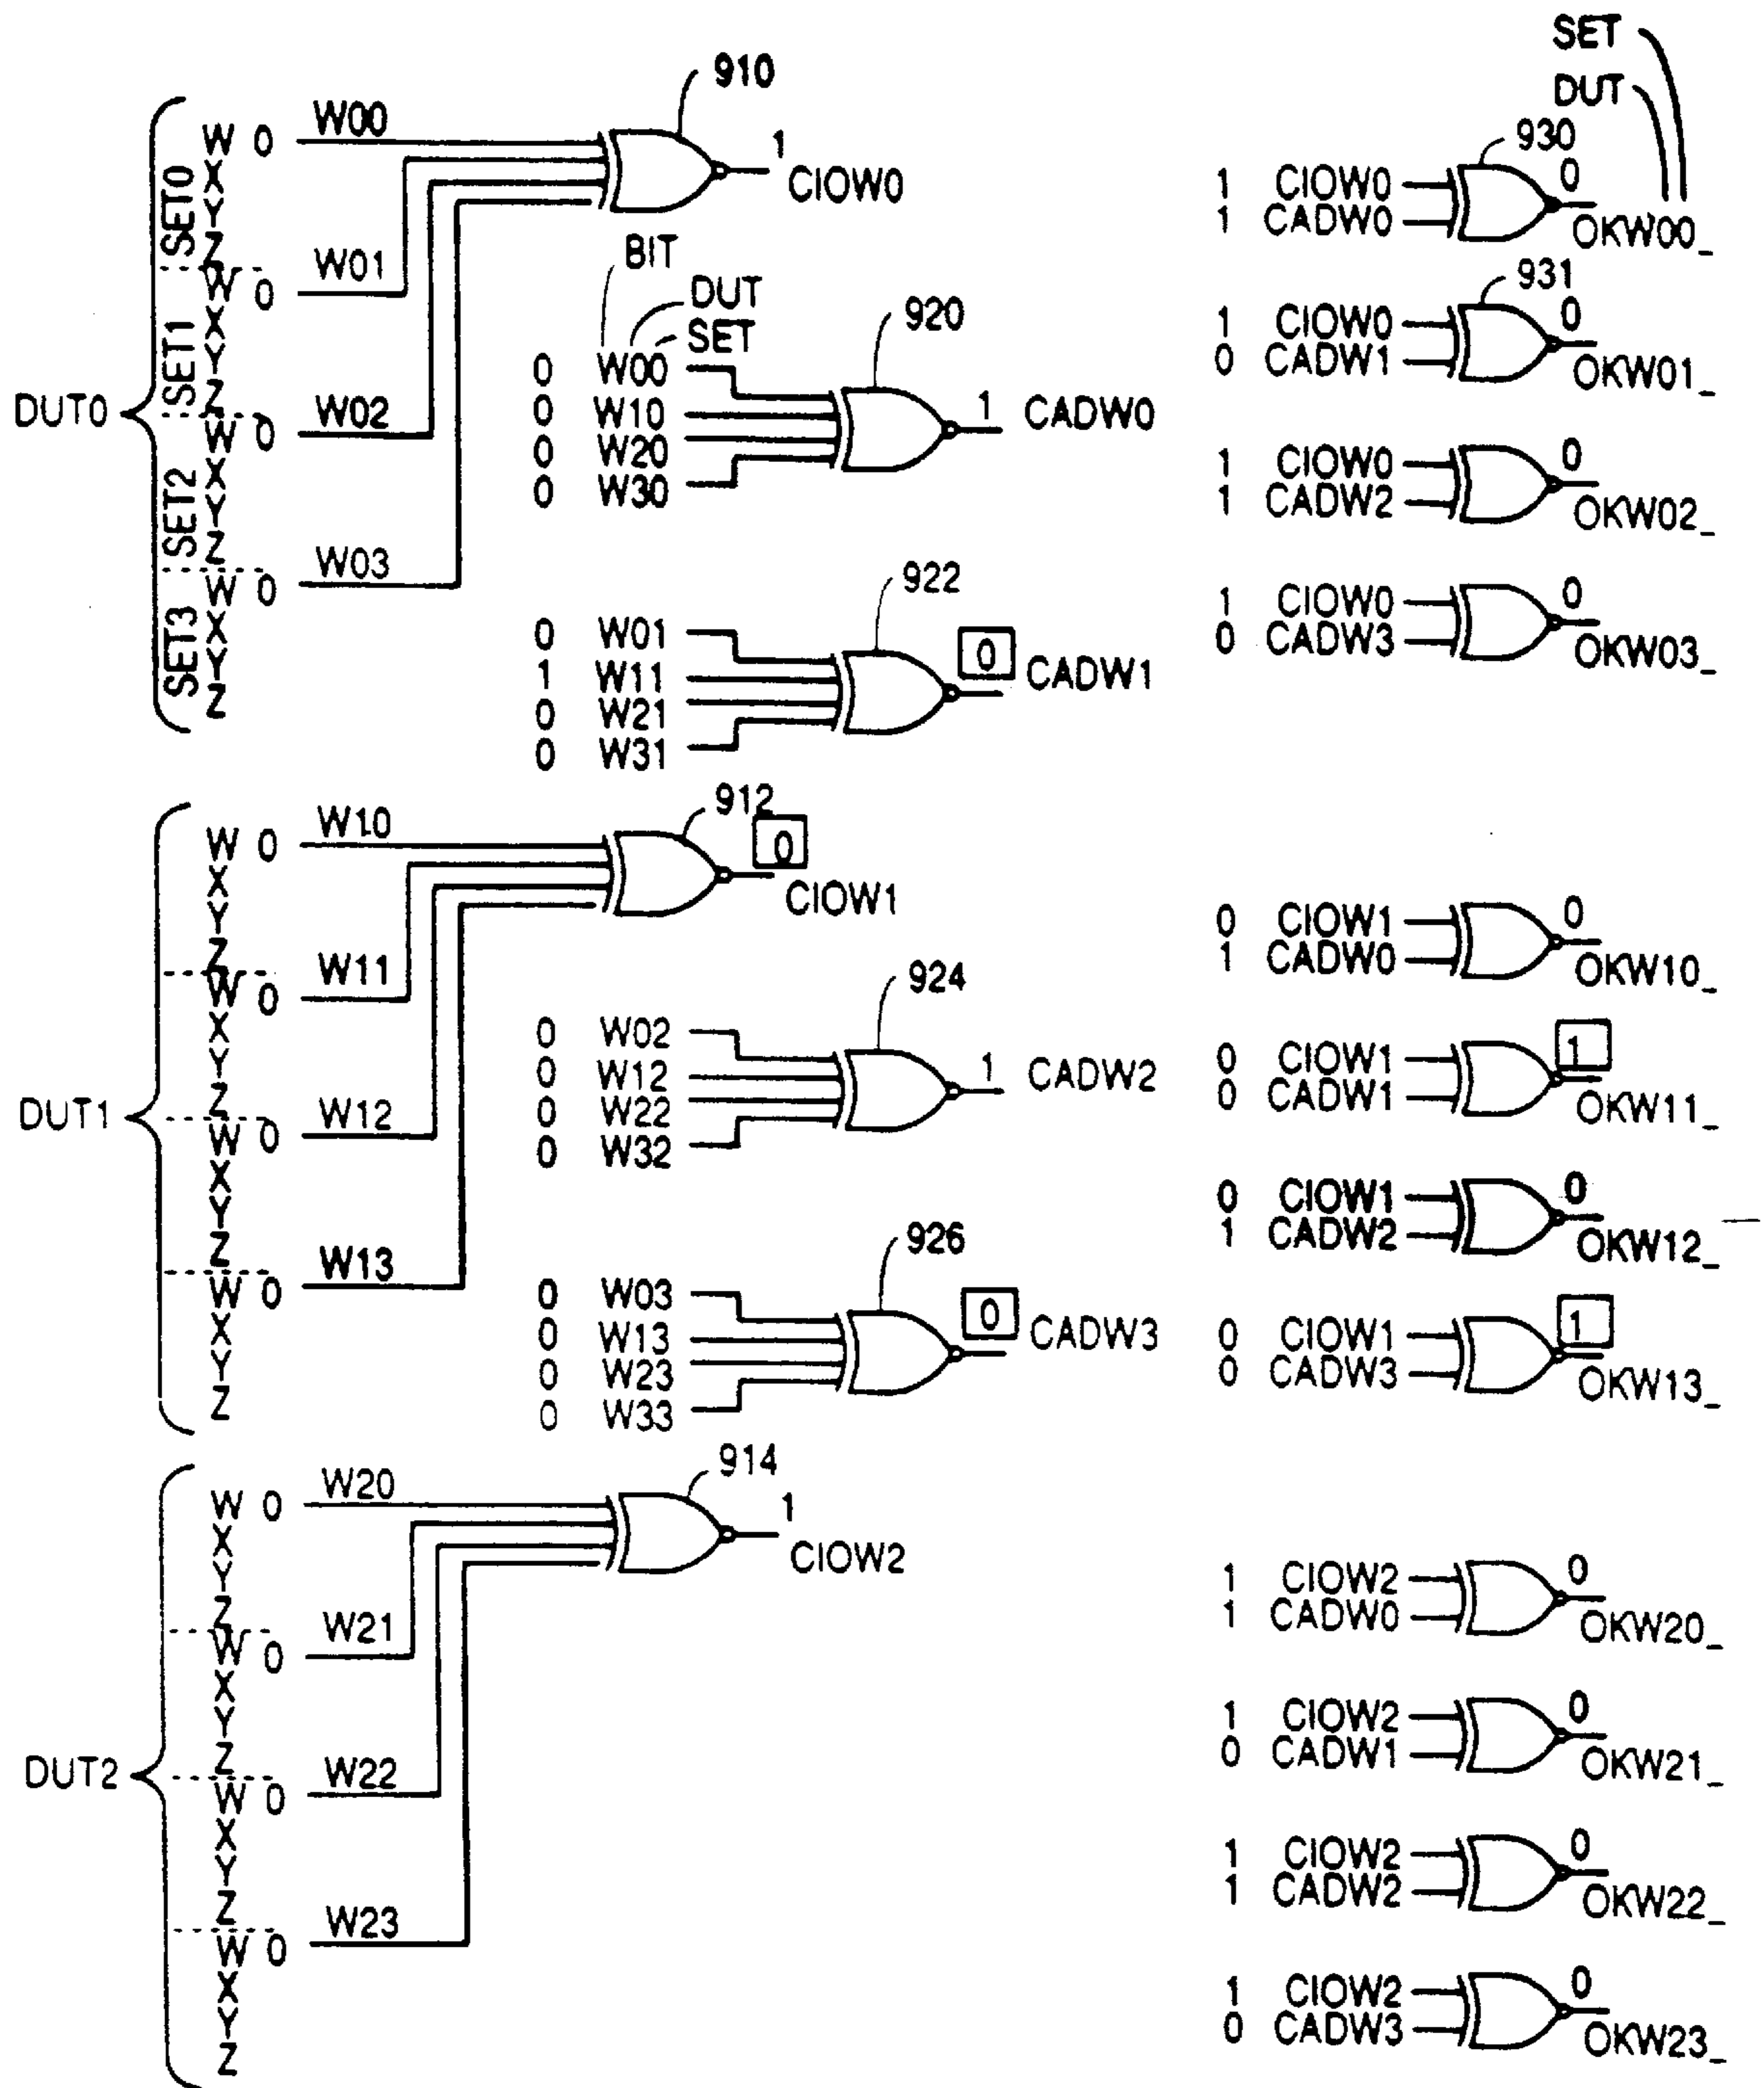 SET
DUT
DUT0
SET0
SET1
SET2
SET3
W 0 W00
X
Y
Z
W 0 W01
X
Y
Z
W 0 W02
X
Y
Z
W 0 W03
X
Y
Z
910
1
CIOW0
BIT
DUT
SET
920
0 W00
0 W10
0 W20
0 W30
1 CADW0
922
0 W01
1 W11
0 W21
0 W31
0 CADW1
930
1 CIOW0
1 CADW0
0
OKW00_
931
1 CIOW0
0 CADW1
0
OKW01_
1 CIOW0
1 CADW2
0
OKW02_
1 CIOW0
0 CADW3
0
OKW03_
DUT1
W 0 W10
X
Y
Z
W 0 W11
X
Y
Z
W 0 W12
X
Y
Z
W 0 W13
X
Y
Z
912
0
CIOW1
924
0 W02
0 W12
0 W22
0 W32
1 CADW2
926
0 W03
0 W13
0 W23
0 W33
0 CADW3
0 CIOW1
1 CADW0
0
OKW10_
0 CIOW1
0 CADW1
1
OKW11_
0 CIOW1
1 CADW2
0
OKW12_
0 CIOW1
0 CADW3
1
OKW13_
DUT2
W 0 W20
X
Y
Z
W 0 W21
X
Y
Z
W 0 W22
X
Y
Z
W 0 W23
X
Y
Z
914
1
CIOW2
1 CIOW2
1 CADW0
0
OKW20_
1 CIOW2
0 CADW1
0
OKW21_
1 CIOW2
1 CADW2
0
OKW22_
1 CIOW2
0 CADW3
0
OKW23_